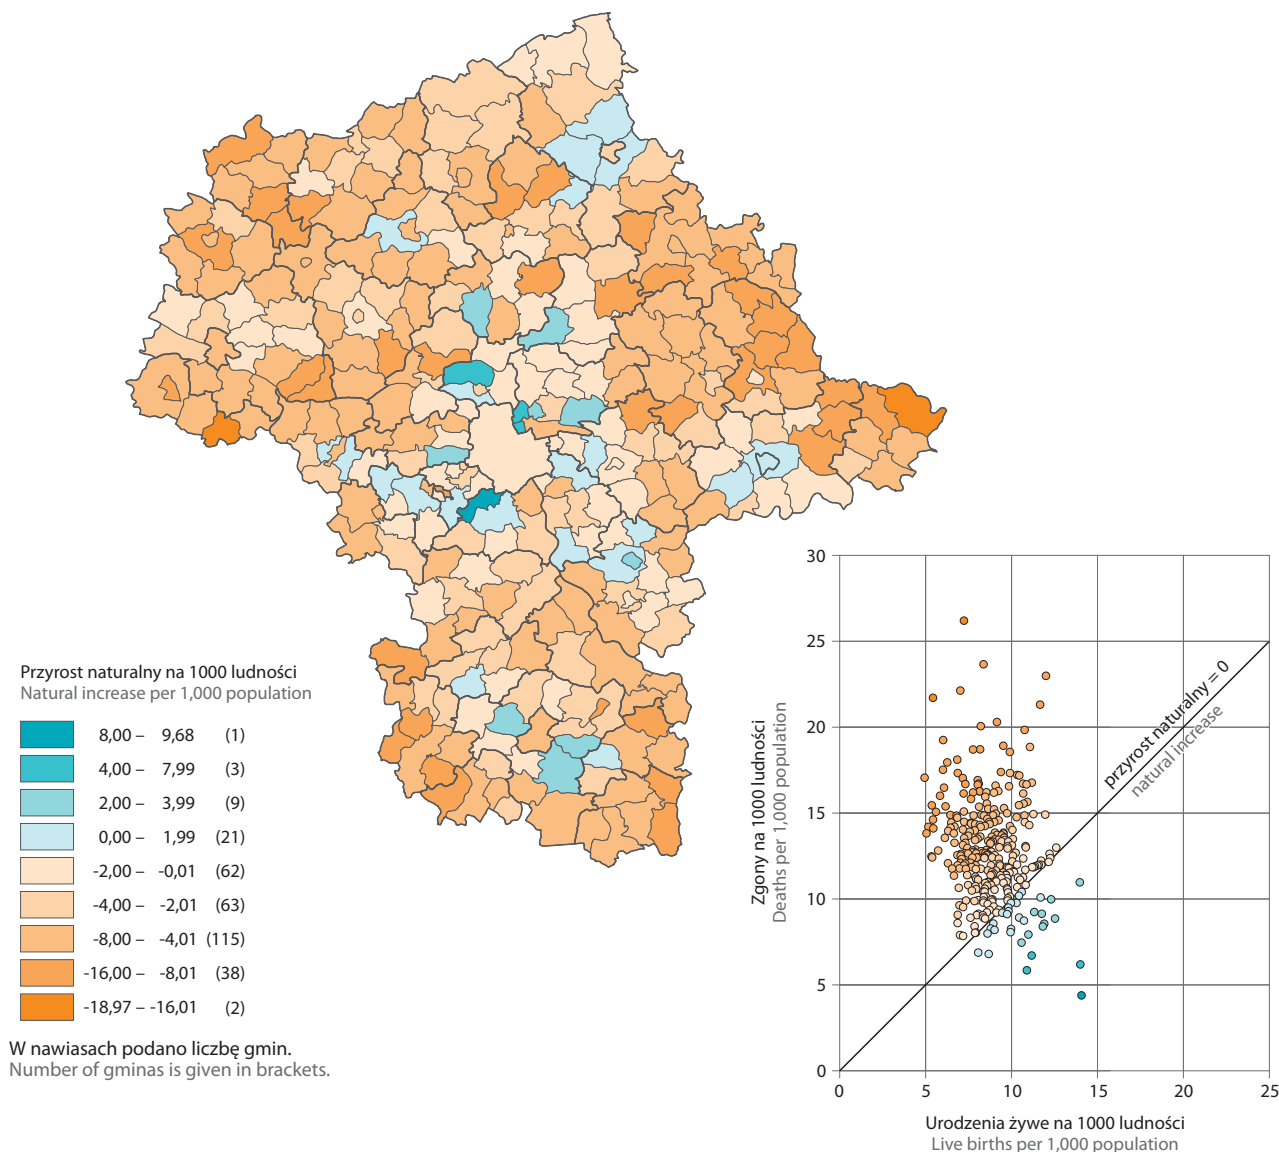 Przyrost naturalny na 1000 ludności
Natural increase per 1,000 population
8,00 – 9,68 (1)
4,00 – 7,99 (3)
2,00 – 3,99 (9)
0,00 – 1,99 (21)
-2,00 – -0,01 (62)
-4,00 – -2,01 (63)
-8,00 – -4,01 (115)
-16,00 – -8,01 (38)
-18,97 – -16,01 (2)
W nawiasach podano liczbę gmin.
Number of gminas is given in brackets.
Zgony na 1000 ludności
Deaths per 1,000 population
30
25
20
15
10
5
0
przyrost naturalny = 0
natural increase
0 5 10 15 20 25
Urodzenia żywe na 1000 ludności
Live births per 1,000 population